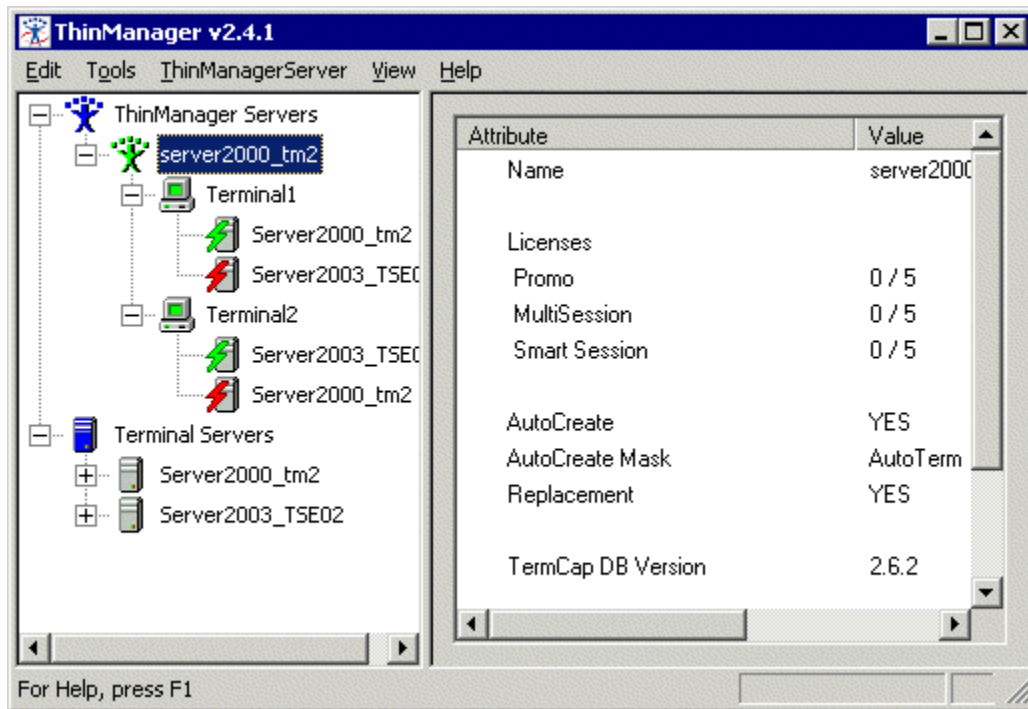 ThinManager v2.4.1
Edit Tools ThinManagerServer View Help
ThinManager Servers
server2000_tm2
Terminal1
Server2000_tm2
Server2003_TSE0
Terminal2
Server2003_TSE0
Server2000_tm2
Terminal Servers
Server2000_tm2
Server2003_TSE02
Attribute Value
Name server2000
Licenses
Promo 0 / 5
MultiSession 0 / 5
Smart Session 0 / 5
AutoCreate YES
AutoCreate Mask AutoTerm
Replacement YES
TermCap DB Version 2.6.2
For Help, press F1